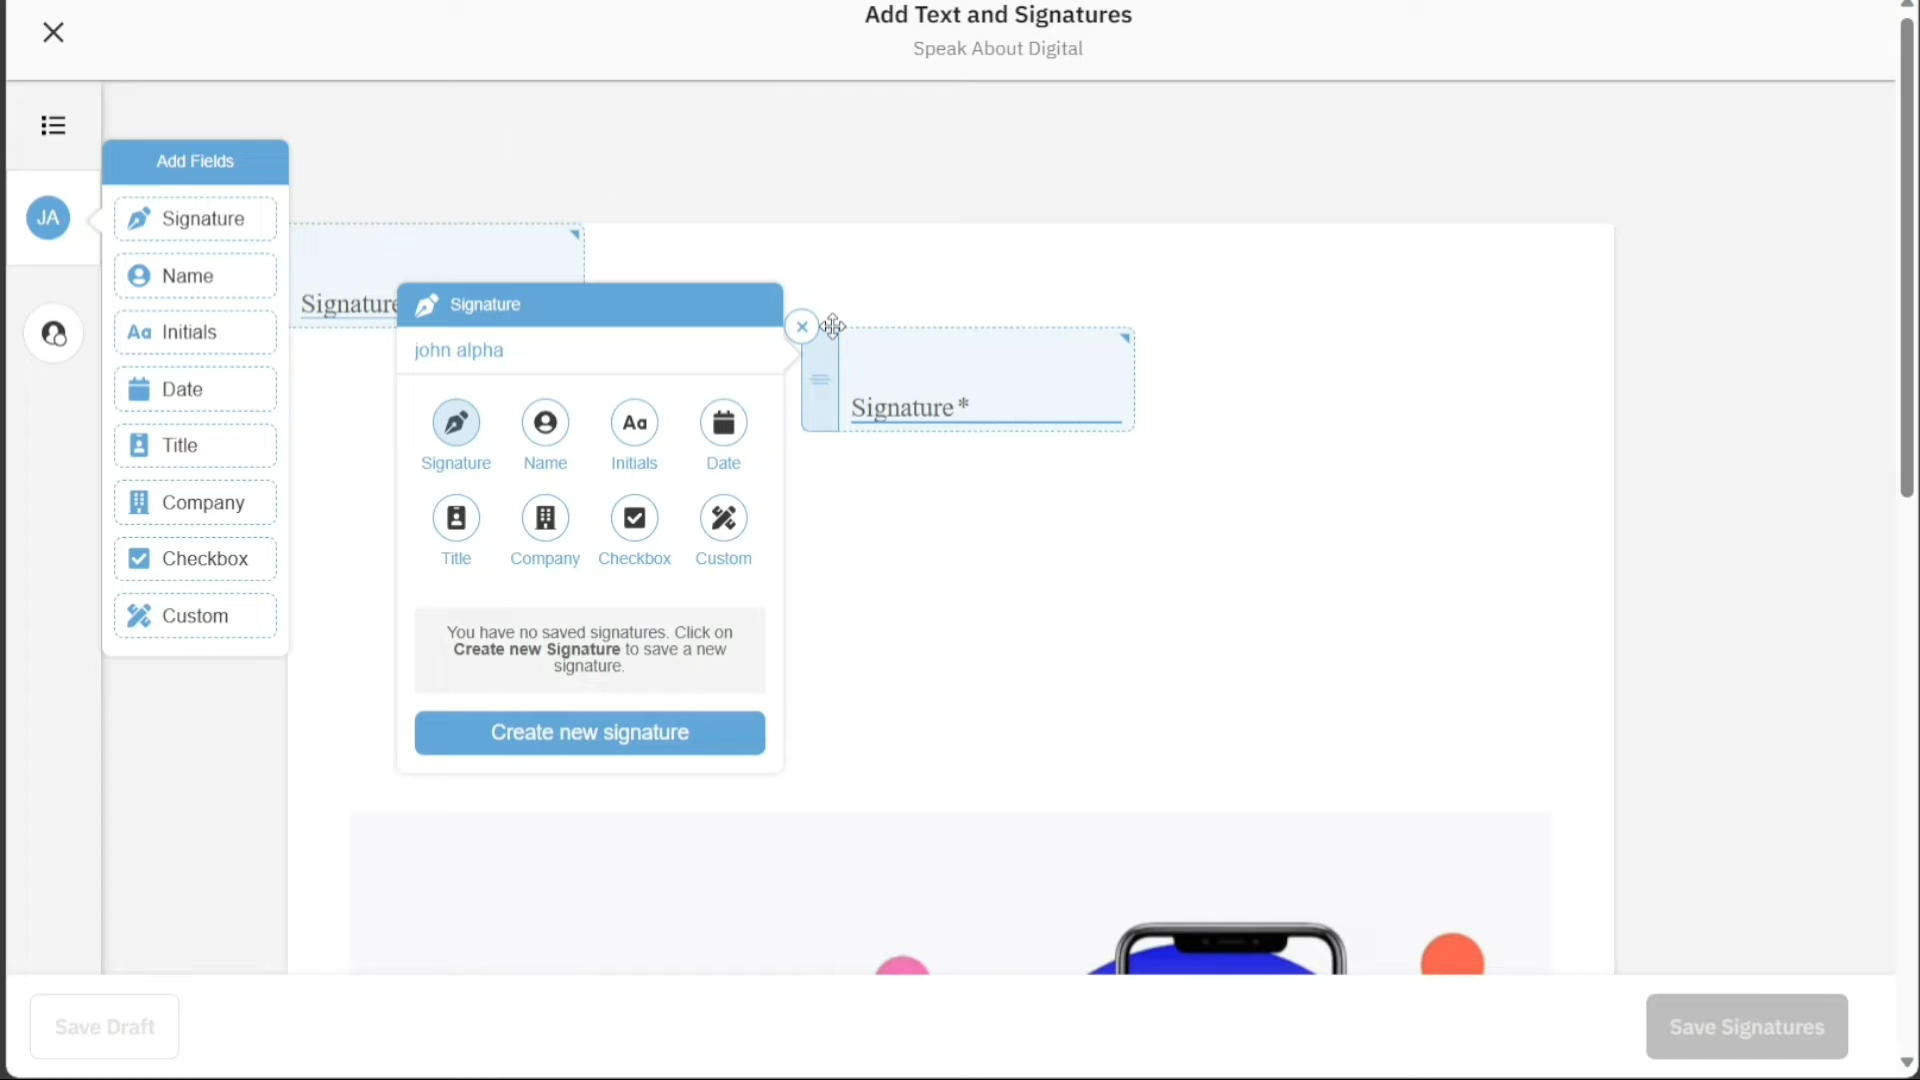 Add Text and Signatures
Speak About Digital
JA
Add Fields
Signature
Name
Aa Initials
Date
Title
Company
Checkbox
Custom
Signature
Signature
john alpha
Signature
Name
Aa
Initials
Date
Title
Company
Checkbox
Custom
You have no saved signatures. Click on
Create new Signature to save a new
signature.
Create new signature
Signature*
Save Draft
Save Signatures